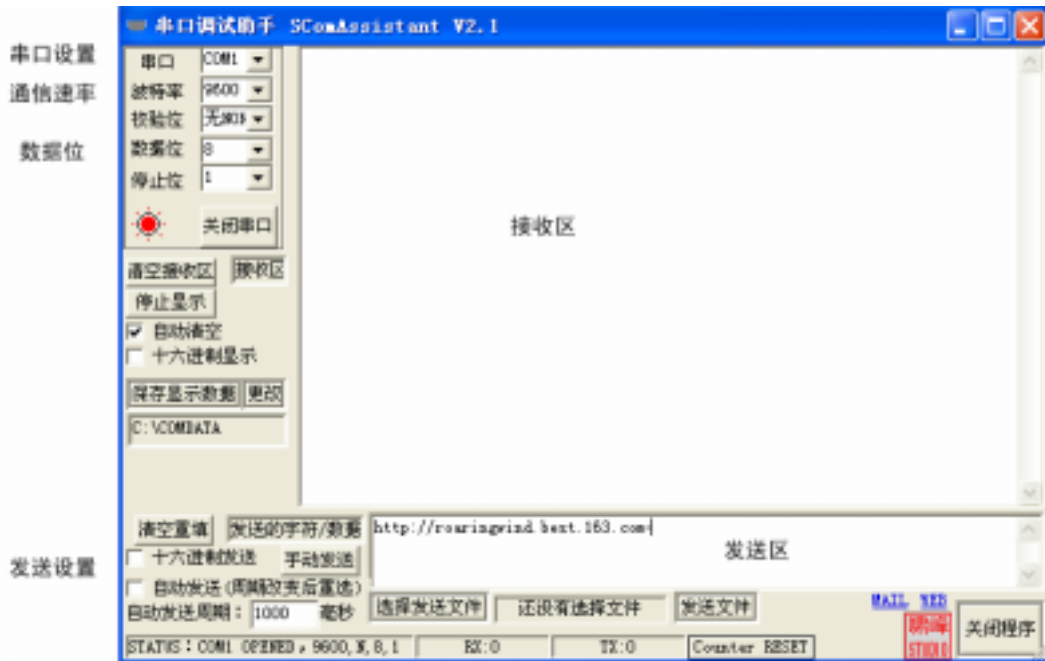 串口调试助手 SComAssistant V2.1
串口设置
串口 COM1
通信速率
波特率 9600
校验位 无NON
数据位
数据位 8
停止位 1
关闭串口
接收区
清空接收区 接收区
停止显示
自动清空
十六进制显示
保存显示数据 更改
C:\COMDATA
清空重填 发送的字符/数据 http://roaringwind.best.163.com
发送区
发送设置
十六进制发送 手动发送
自动发送(周期改变后重选)
自动发送周期: 1000 毫秒 选择发送文件 还没有选择文件 发送文件
MAIL WEB
STUDIO
关闭程序
STATUS: COM1 OPENED, 9600, N, 8, 1 RX:0 TX:0 Counter RESET